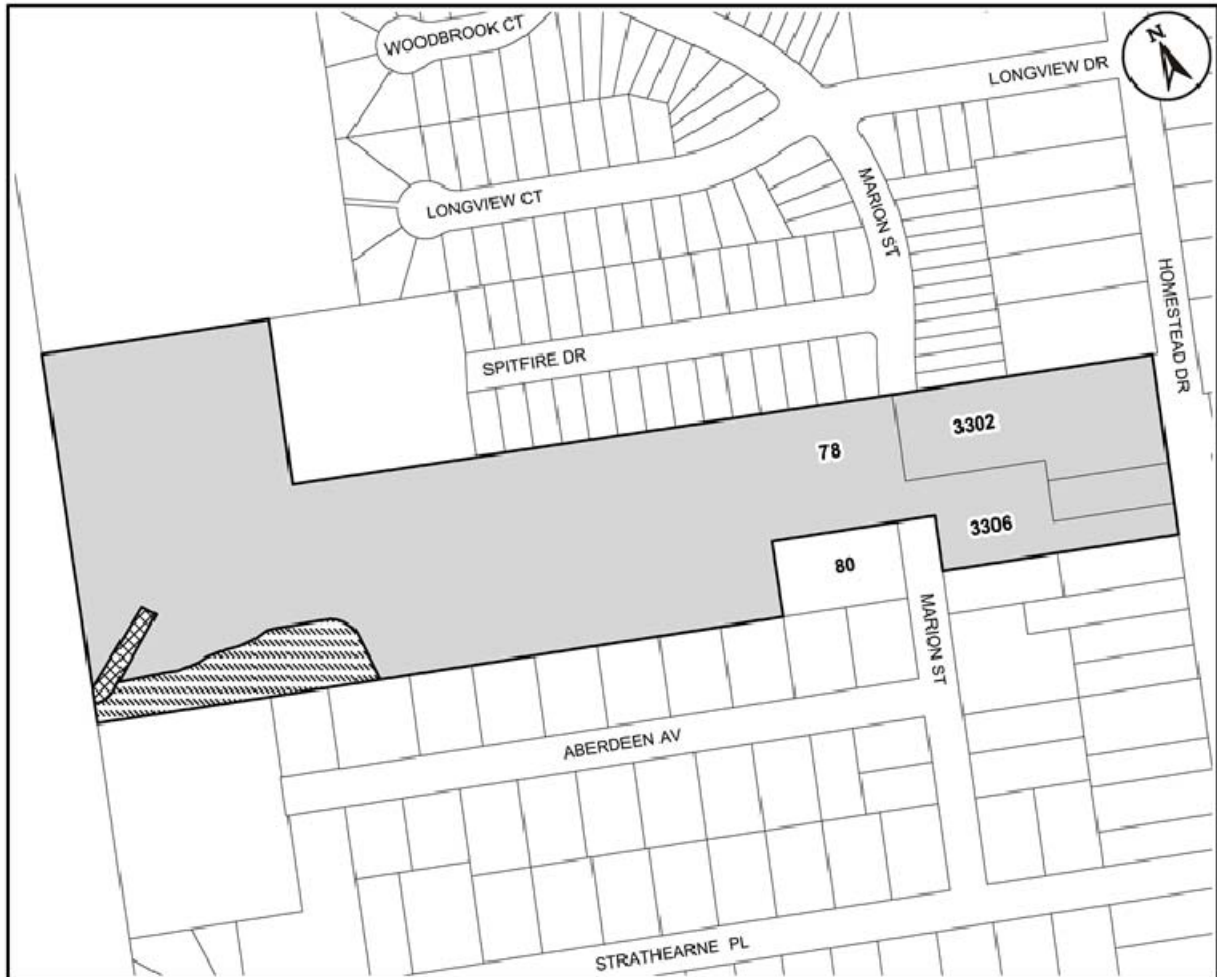 WOODBROOK CT
N
LONGVIEW DR
LONGVIEW CT
MARION ST
HOMESTEAD DR
SPITFIRE DR
78
3302
3306
80
MARION ST
ABERDEEN AV
STRATHEARNE PL